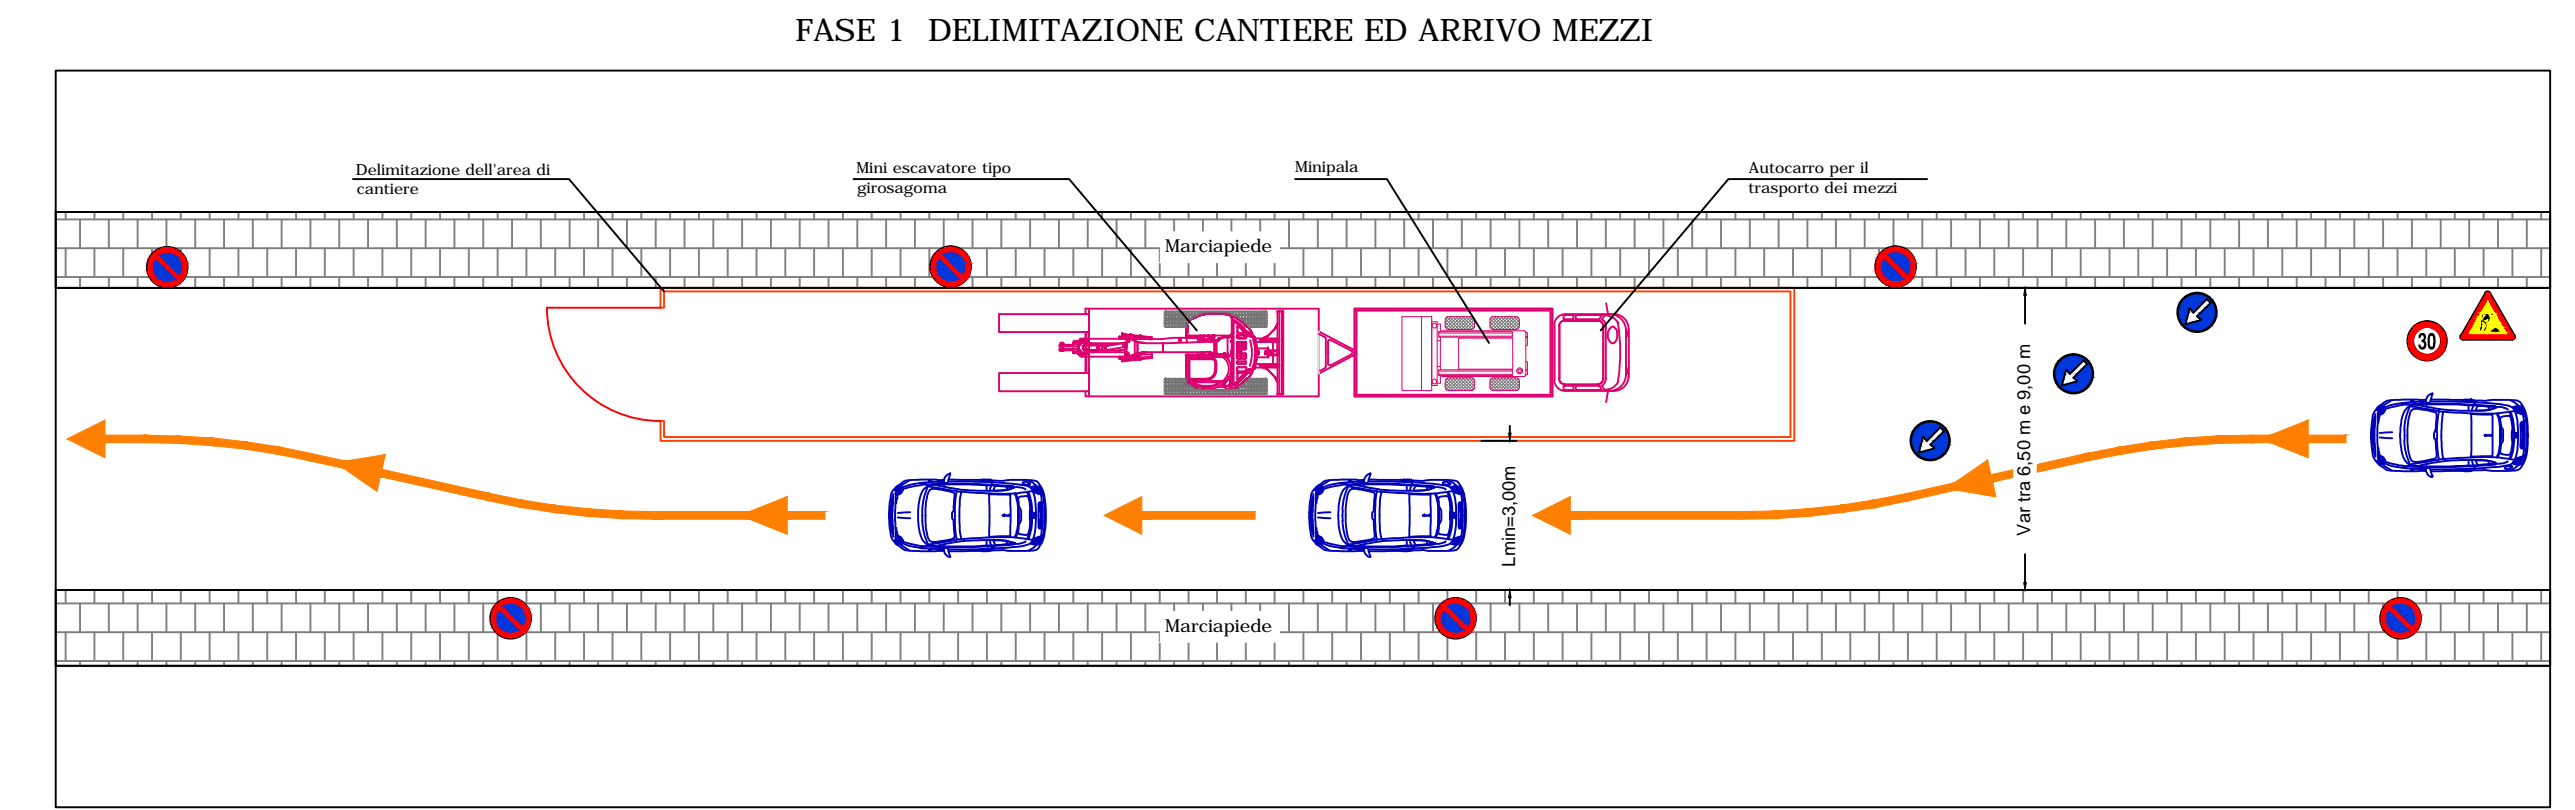 FASE 1 DELIMITAZIONE CANTIERE ED ARRIVO MEZZI
Delimitazione dell'area di
cantiere
Mini escavatore tipo
girosagoma
Minipala
Autocarro per il
trasporto dei mezzi
Marciapiede
30
Var tra 6,50 m e 9,00 m
Lmin=3,00m
Marciapiede